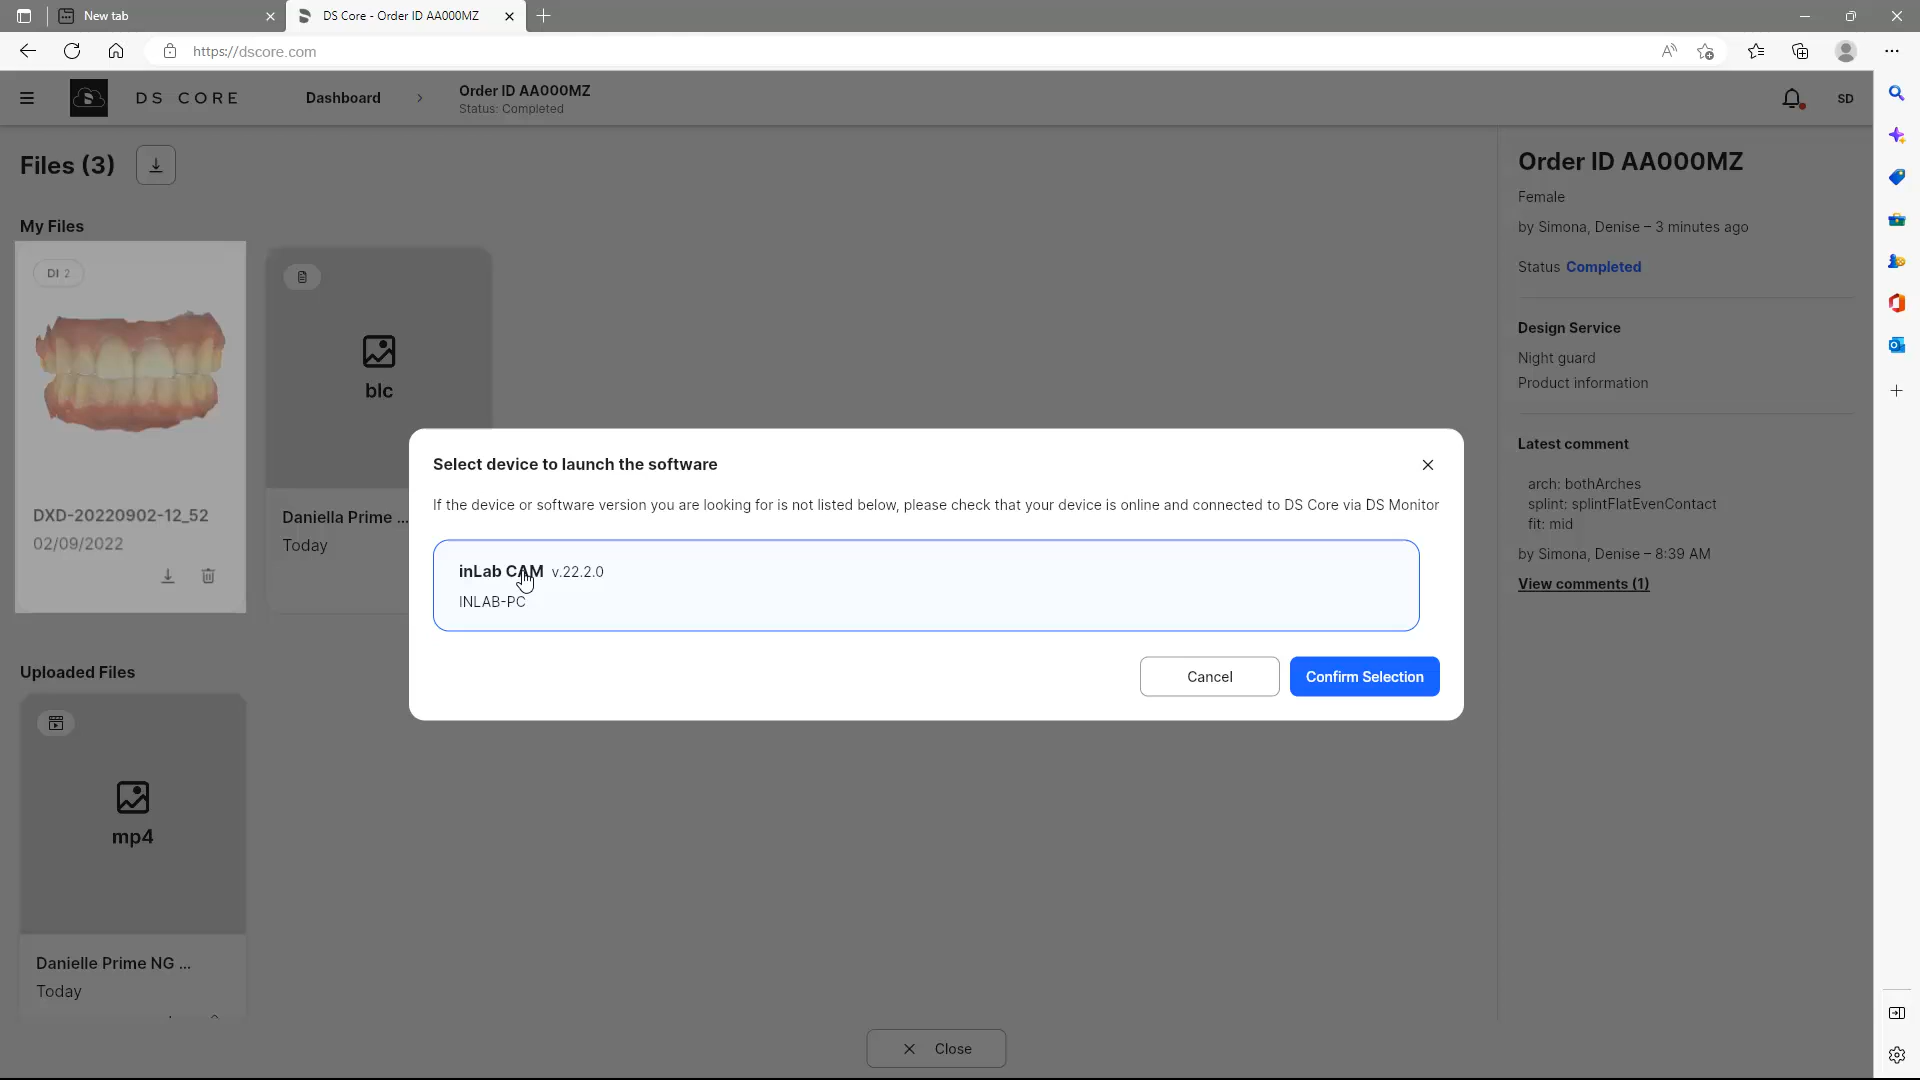 New tab
DS Core - Order ID AA000MZ
https://dscore.com
DS CORE
Dashboard
Order ID AA000MZ
Status: Completed
SD
Files (3)
My Files
DI 2
DXD-20220902-12_52
02/09/2022
blc
Daniella Prime ...
Today
Uploaded Files
mp4
Danielle Prime NG ...
Today
Select device to launch the software
If the device or software version you are looking for is not listed below, please check that your device is online and connected to DS Core via DS Monitor
inLab CAM v.22.2.0
INLAB-PC
Cancel
Confirm Selection
Close
Order ID AA000MZ
Female
by Simona, Denise – 3 minutes ago
Status Completed
Design Service
Night guard
Product information
Latest comment
arch: bothArches
splint: splintFlatEvenContact
fit: mid
by Simona, Denise – 8:39 AM
View comments (1)